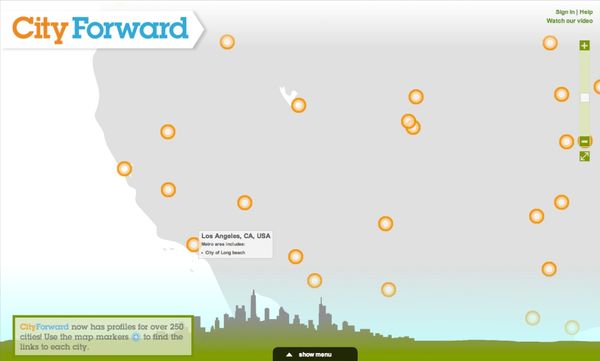 City Forward
Sign in | Help
Watch our video
Los Angeles, CA, USA
Metro area includes:
• City of Long beach
CityForward now has profiles for over 250
cities! Use the map markers to find the
links to each city.
show menu